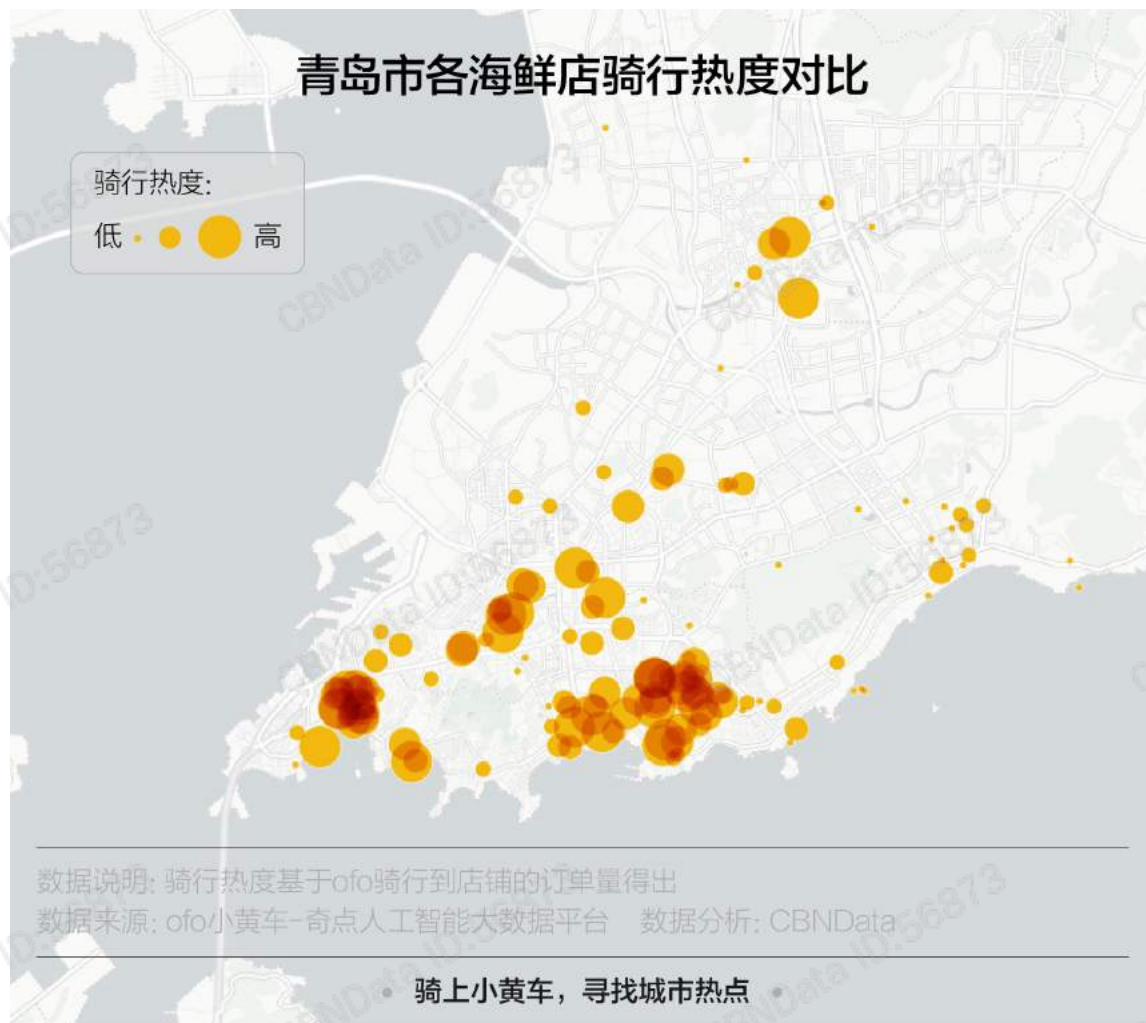 青岛市各海鲜店骑行热度对比
骑行热度:
低 高
数据说明: 骑行热度基于ofo骑行到店铺的订单量得出
数据来源: ofo小黄车-奇点人工智能大数据平台 数据分析: CBNData
骑上小黄车，寻找城市热点
CBNData ID:56873